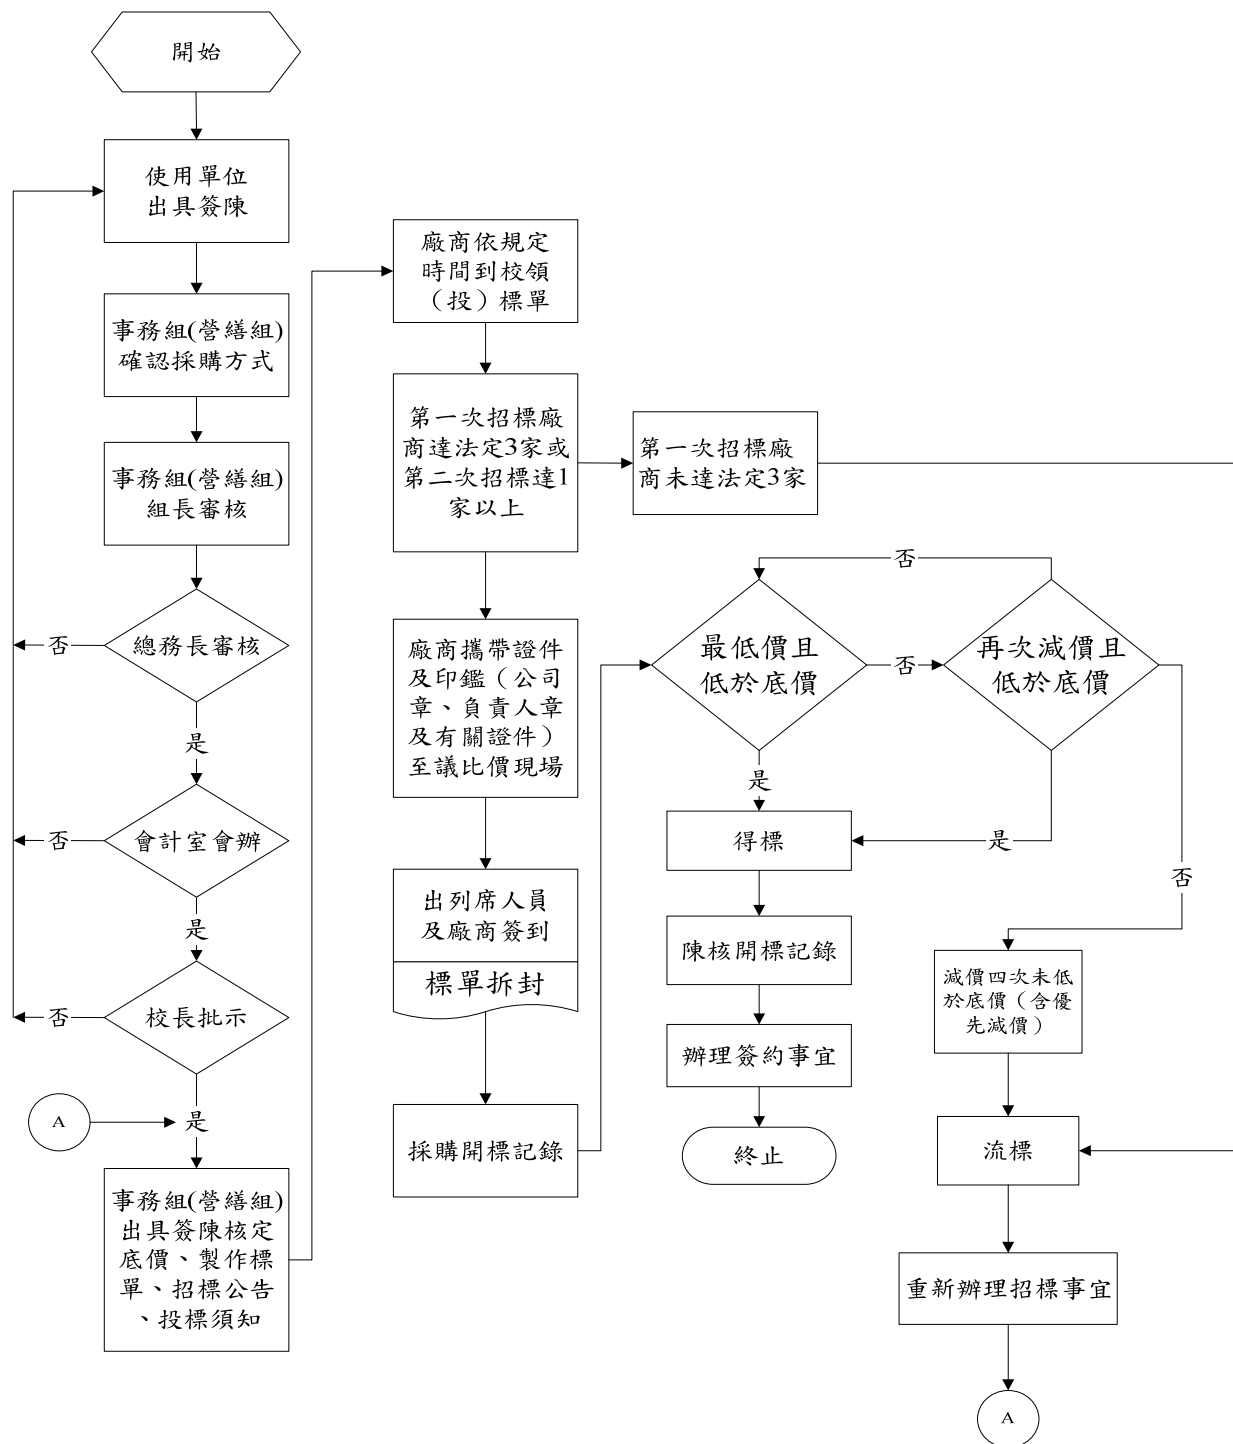 開始
使用單位
出具簽陳
事務組(營繕組)
確認採購方式
事務組(營繕組)
組長審核
總務長審核
否
是
會計室會辦
否
是
校長批示
否
A
是
事務組(營繕組)
出具簽陳核定
底價、製作標
單、招標公告
、投標須知
廠商依規定
時間到校領
（投）標單
第一次招標廠
商達法定3家或
第二次招標達1
家以上
第一次招標廠
商未達法定3家
廠商攜帶證件
及印鑑（公司
章、負責人章
及有關證件）
至議比價現場
出列席人員
及廠商簽到
標單拆封
採購開標記錄
否
最低價且
低於底價
否
再次減價且
低於底價
是
得標
是
否
陳核開標記錄
辦理簽約事宜
終止
減價四次未低
於底價（含優
先減價）
流標
重新辦理招標事宜
A